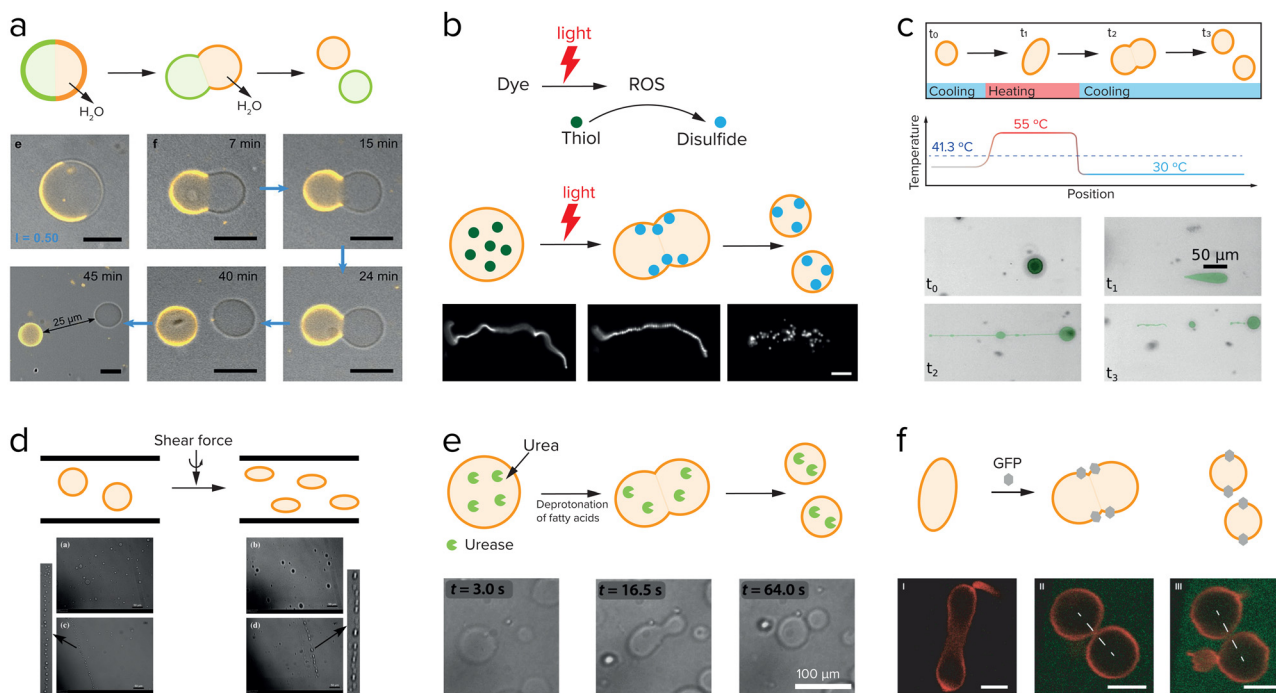 a
H₂O
H₂O
e
f
7 min
15 min
I = 0.50
45 min
40 min
24 min
25 µm
b
light
Dye
ROS
Thiol
Disulfide
light
c
t₀
t₁
t₂
t₃
Cooling
Heating
Cooling
Temperature
55 ºC
41.3 ºC
30 ºC
Position
t₀
50 µm
t₁
t₂
t₃
d
Shear force
(a)
(b)
(c)
(d)
e
Urea
Deprotonation
of fatty acids
Urease
t = 3.0 s
t = 16.5 s
t = 64.0 s
100 µm
f
GFP
I
II
III